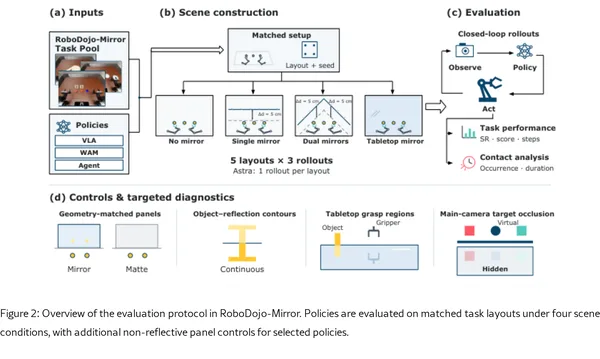 (a) Inputs
RoboDojo-Mirror
Task Pool
Policies
VLA
WAM
Agent
(b) Scene construction
Matched setup
Layout + seed
Δd = 5 cm
Δd = 5 cm
Δd = 5 cm
No mirror
Single mirror
Dual mirrors
Tabletop mirror
5 layouts × 3 rollouts
Astra: 1 rollout per layout
(c) Evaluation
Closed-loop rollouts
Observe
Policy
Act
Task performance
SR · score · steps
Contact analysis
Occurrence · duration
(d) Controls & targeted diagnostics
Geometry-matched panels
Mirror
Matte
Object–reflection contours
Continuous
Tabletop grasp regions
Object
Gripper
Main-camera target occlusion
Virtual
Hidden
Figure 2: Overview of the evaluation protocol in RoboDojo-Mirror. Policies are evaluated on matched task layouts under four scene
conditions, with additional non-reflective panel controls for selected policies.